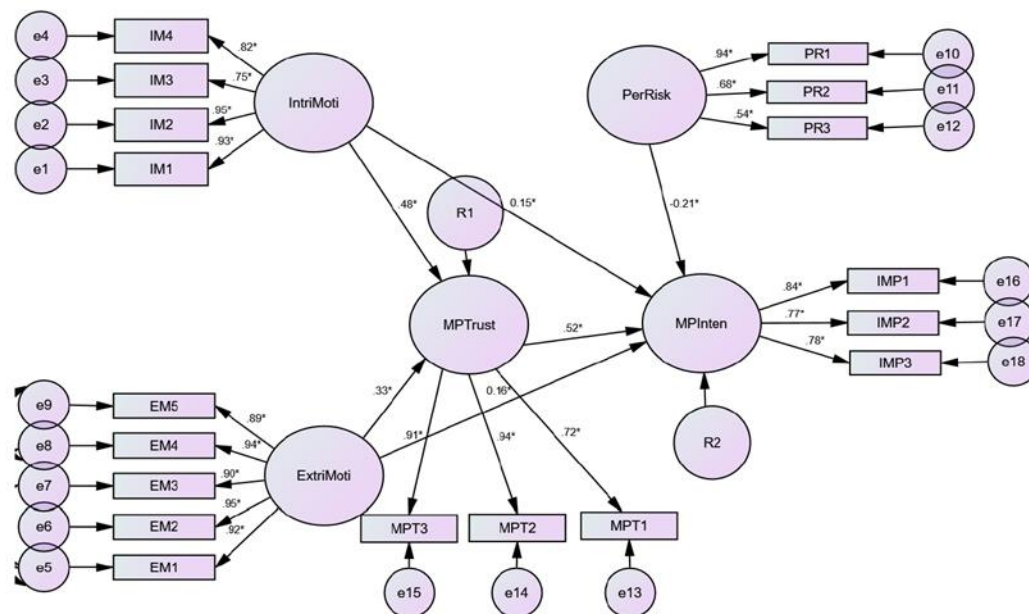 e4
IM4
.82*
e3
IM3
.75*
e2
IM2
.95*
e1
IM1
.93*
IntriMoti
PerRisk
.94*
PR1
e10
.68*
PR2
e11
.54*
PR3
e12
.48*
R1
0.15*
-0.21*
MPTrust
.52*
MPInten
.84*
IMP1
e16
.77*
IMP2
e17
.78*
IMP3
e18
.33*
0.16*
R2
e9
EM5
.89*
e8
EM4
.94*
e7
EM3
.90*
e6
EM2
.95*
e5
EM1
.92*
ExtriMoti
.91*
.94*
.72*
MPT3
MPT2
MPT1
e15
e14
e13